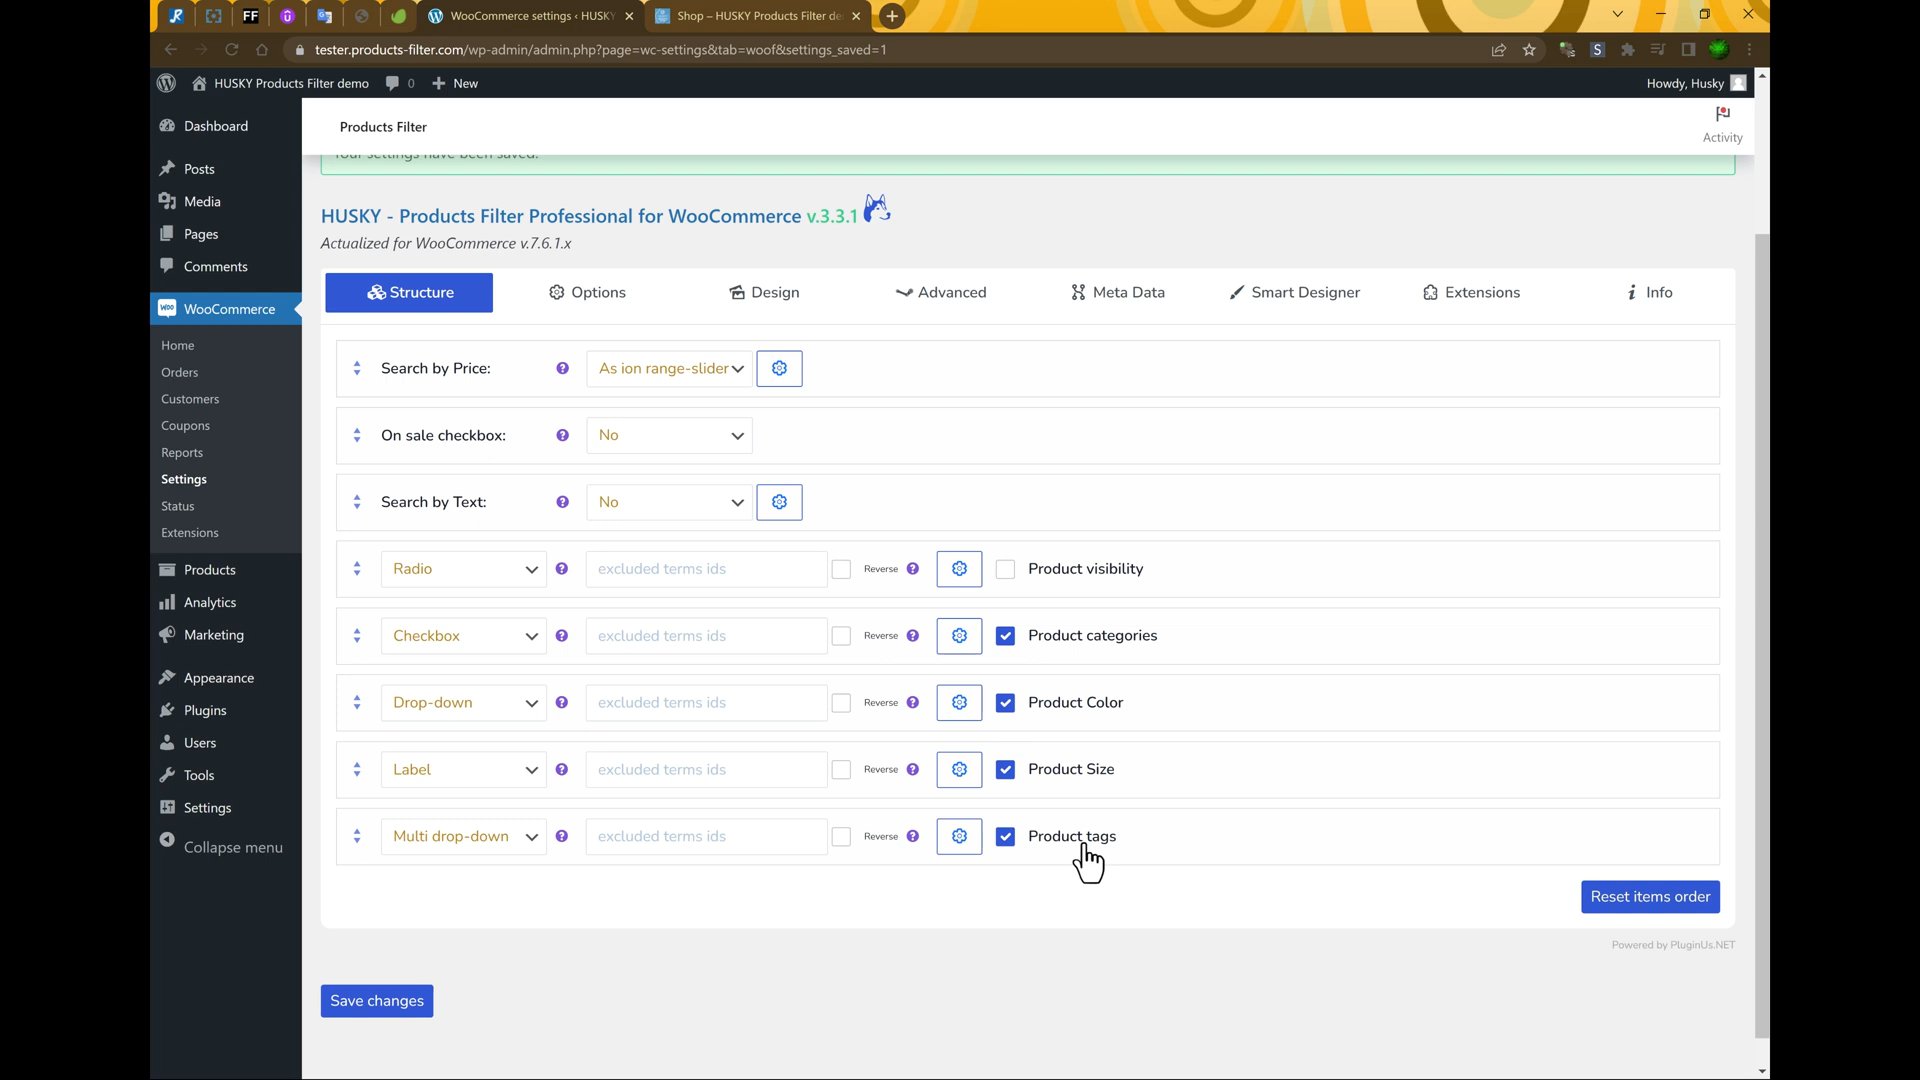 WooCommerce settings ‹ HUSKY
Shop – HUSKY Products Filter de
tester.products-filter.com/wp-admin/admin.php?page=wc-settings&tab=woof&settings_saved=1
HUSKY Products Filter demo
0
New
Howdy, Husky
Products Filter
Activity
Dashboard
Posts
Media
Pages
Comments
WooCommerce
Home
Orders
Customers
Coupons
Reports
Settings
Status
Extensions
Products
Analytics
Marketing
Appearance
Plugins
Users
Tools
Settings
Collapse menu
Your settings have been saved.
HUSKY - Products Filter Professional for WooCommerce v.3.3.1
Actualized for WooCommerce v.7.6.1.x
Structure
Options
Design
Advanced
Meta Data
Smart Designer
Extensions
Info
Search by Price: ? As ion range-slider
On sale checkbox: ? No
Search by Text: ? No
Radio ? excluded terms ids Reverse ? Product visibility
Checkbox ? excluded terms ids Reverse ? Product categories
Drop-down ? excluded terms ids Reverse ? Product Color
Label ? excluded terms ids Reverse ? Product Size
Multi drop-down ? excluded terms ids Reverse ? Product tags
Reset items order
Powered by PluginUs.NET
Save changes